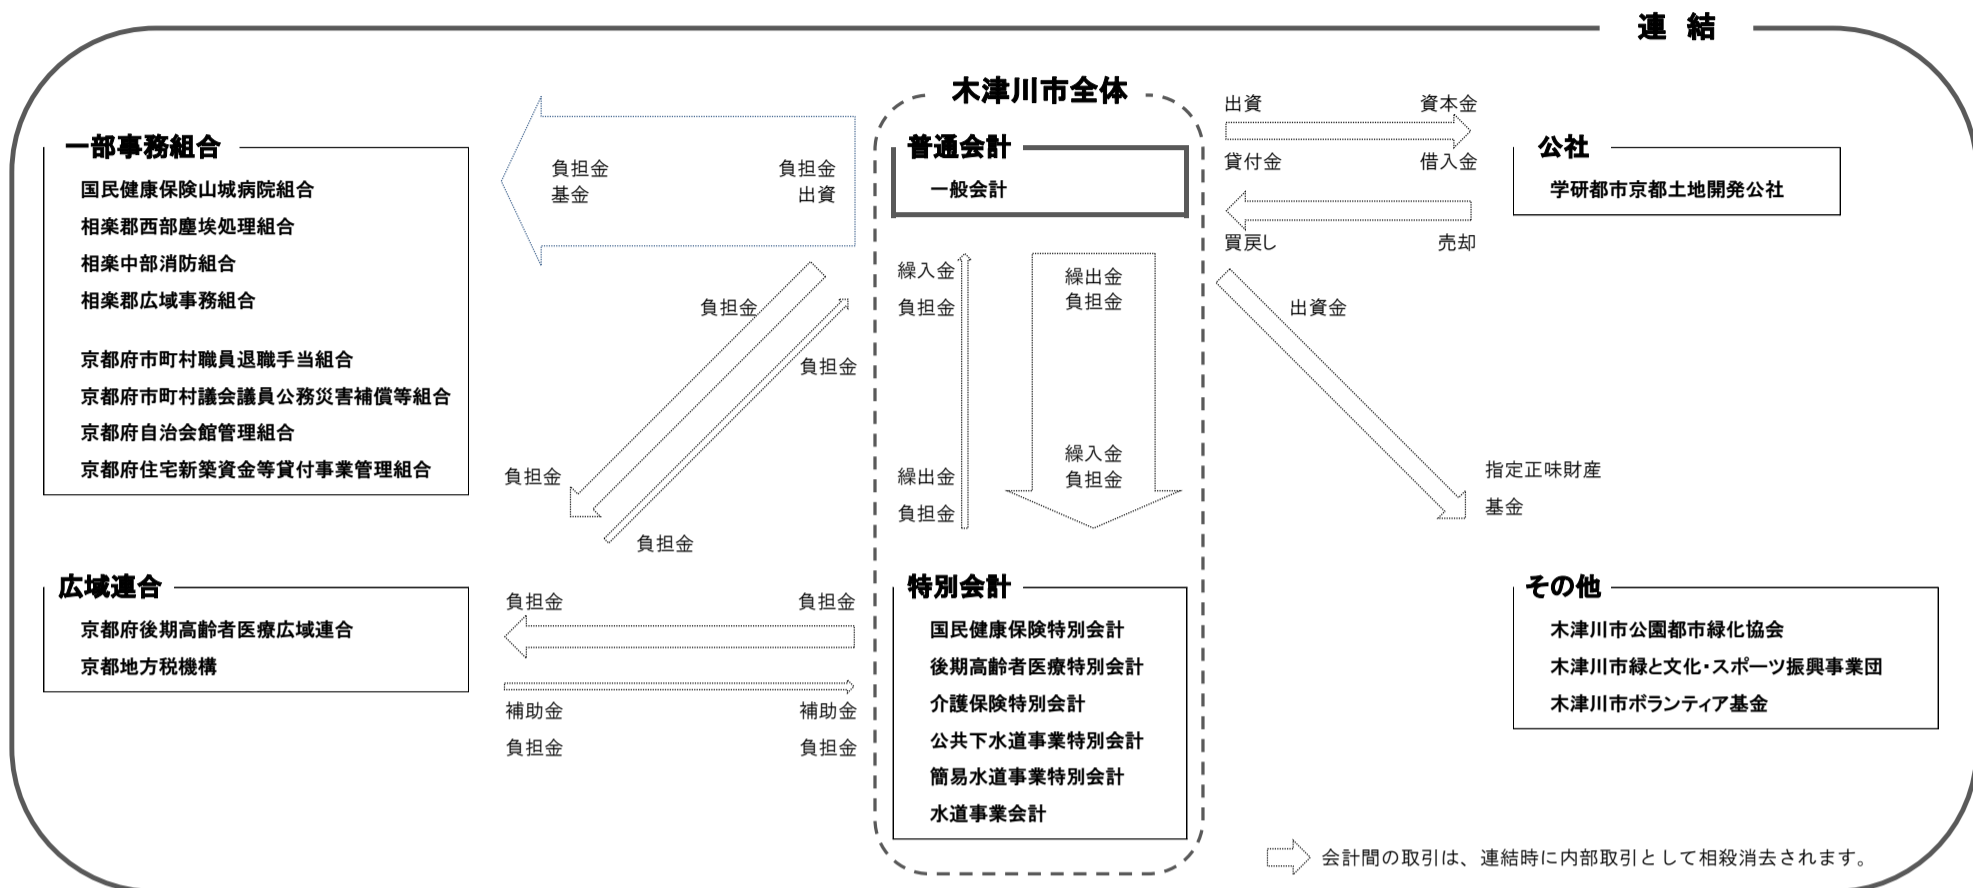 連 結
木津川市全体
一部事務組合
国民健康保険山城病院組合
相楽郡西部塵埃処理組合
相楽中部消防組合
相楽郡広域事務組合
京都府市町村職員退職手当組合
京都府市町村議会議員公務災害補償等組合
京都府自治会館管理組合
京都府住宅新築資金等貸付事業管理組合
負担金 負担金
基金 出資
普通会計
一般会計
出資 資本金
貸付金 借入金
買戻し 売却
公社
学研都市京都土地開発公社
負担金
負担金
負担金
負担金
繰入金
負担金
繰出金
負担金
繰出金
負担金
繰入金
負担金
出資金
指定正味財産
基金
広域連合
京都府後期高齢者医療広域連合
京都地方税機構
負担金 負担金
補助金 補助金
負担金 負担金
特別会計
国民健康保険特別会計
後期高齢者医療特別会計
介護保険特別会計
公共下水道事業特別会計
簡易水道事業特別会計
水道事業会計
その他
木津川市公園都市緑化協会
木津川市緑と文化・スポーツ振興事業団
木津川市ボランティア基金
会計間の取引は、連結時に内部取引として相殺消去されます。